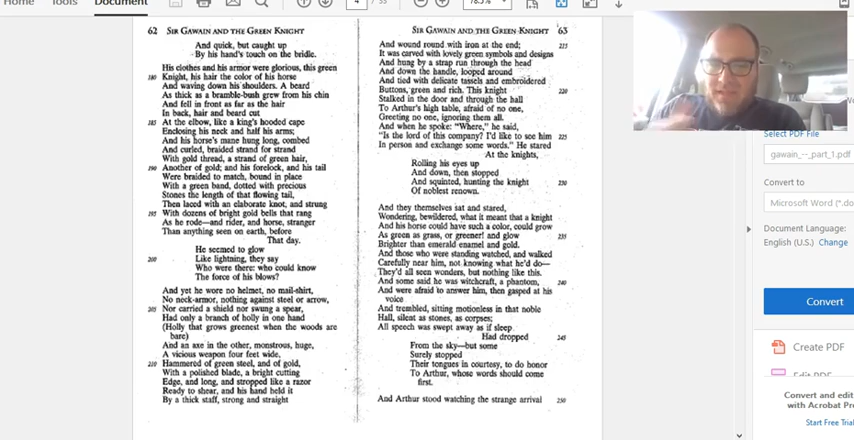 Home Tools Document
4 / 53
78.3%
62 SIR GAWAIN AND THE GREEN KNIGHT
And quick, but caught up
By his hand's touch on the bridle.
His clothes and his armor were glorious, this green
180 Knight, his hair the color of his horse
And waving down his shoulders. A beard
As thick as a bramble-bush grew from his chin
And fell in front as far as the hair
In back, hair and beard cut
185 At the elbow, like a king's hooded cape
Enclosing his neck and half his arms;
And his horse's mane hung long, combed
And curled, braided strand for strand
With gold thread, a strand of green hair,
190 Another of gold; and his forelock, and his tail
Were braided to match, bound in place
With a green band, dotted with precious
Stones the length of that flowing tail,
Then laced with an elaborate knot, and strung
195 With dozens of bright gold bells that rang
As he rode—and rider, and horse, stranger
Than anything seen on earth, before
That day.
He seemed to glow
200 Like lightning, they say
Who were there: who could know
The force of his blows?
And yet he wore no helmet, no mail-shirt,
No neck-armor, nothing against steel or arrow,
205 Nor carried a shield nor swung a spear,
Had only a branch of holly in one hand
(Holly that grows greenest when the woods are
bare)
And an axe in the other, monstrous, huge,
A vicious weapon four feet wide,
210 Hammered of green steel, and of gold,
With a polished blade, a bright cutting
Edge, and long, and stropped like a razor
Ready to shear, and his hand held it
By a thick staff, strong and straight
SIR GAWAIN AND THE GREEN KNIGHT 63
And wound round with iron at the end; 215
It was carved with lovely green symbols and designs
And hung by a strap run through the head
And down the handle, looped around
And tied with delicate tassels and embroidered
Buttons, green and rich. This knight 220
Stalked in the door and through the hall
To Arthur's high table, afraid of no one,
Greeting no one, ignoring them all.
And when he spoke: "Where," he said,
"Is the lord of this company? I'd like to see him 225
In person and exchange some words." He stared
At the knights,
Rolling his eyes up
And down, then stopped
And squinted, hunting the knight 230
Of noblest renown.
And they themselves sat and stared,
Wondering, bewildered, what it meant that a knight
And his horse could have such a color, could grow
As green as grass, or greener! and glow 235
Brighter than emerald enamel and gold.
And those who were standing watched, and walked
Carefully near him, not knowing what he'd do—
They'd all seen wonders, but nothing like this.
And some said he was witchcraft, a phantom, 240
And were afraid to answer him, then gasped at his
voice
And trembled, sitting motionless in that noble
Hall, silent as stones, as corpses;
All speech was swept away as if sleep
Had dropped 245
From the sky—but some
Surely stopped
Their tongues in courtesy, to do honor
To Arthur, whose words should come
first.
And Arthur stood watching the strange arrival 250
Select PDF File
gawain_--_part_1.pdf
Convert to
Microsoft Word (*.do
Document Language:
English (U.S.) Change
Convert
Create PDF
Edit PDF
Convert and edit
with Acrobat Pr
Start Free Trial